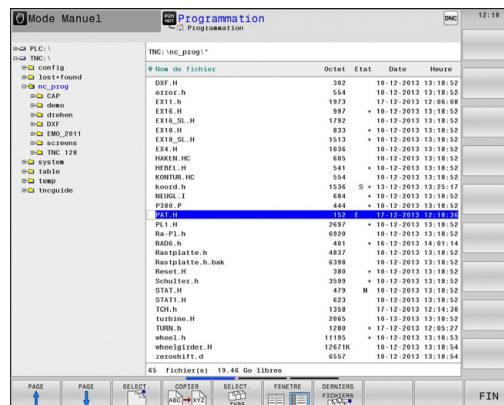 Mode Manuel
PGM MGT
Programmation
Programmation
DNC
12:18
PLC:\
TNC:\
config
lost+found
nc_prog
CAP
demo
drehen
DXF
EMO_2011
screens
TNC 128
system
table
temp
tncguide
TNC:\nc_prog\*
Nom de fichier Octet Etat Date Heure
DXF.H 302 10-12-2013 13:18:52
error.h 554 10-12-2013 13:18:52
EX11.h 1973 17-12-2013 12:06:08
EX16.H 997 + 10-12-2013 13:18:52
EX16_SL.H 1792 10-12-2013 13:18:52
EX18.H 833 + 10-12-2013 13:18:52
EX18_SL.H 1513 + 10-12-2013 13:18:52
EX4.H 1036 10-12-2013 13:18:52
HAKEN.HC 605 10-12-2013 13:18:52
HEBEL.H 541 + 10-12-2013 13:18:52
KONTUR.HC 554 10-12-2013 13:18:52
koord.h 1536 S + 13-12-2013 13:25:17
NEUGL.I 684 + 10-12-2013 13:18:52
P380.P 444 + 10-12-2013 13:18:52
PAT.H 152 E 17-12-2013 12:18:36
PL1.H 2697 + 10-12-2013 13:18:52
Ra-Pl.h 6920 10-12-2013 13:18:52
RAD6.h 401 + 16-12-2013 14:01:14
Rastplatte.h 4837 10-12-2013 13:18:52
Rastplatte.h.bak 6398 10-12-2013 13:18:52
Reset.H 380 + 10-12-2013 13:18:52
Schulter.h 3599 + 10-12-2013 13:18:52
STAT.H 479 M 10-12-2013 13:18:52
STAT1.H 623 10-12-2013 13:18:52
TCH.h 1358 17-12-2013 12:14:30
turbine.H 2065 10-12-2013 13:18:52
TURN.h 1280 + 17-12-2013 12:05:27
wheel.h 11195 + 10-12-2013 13:18:53
wheelgirder.H 12671K 10-12-2013 13:18:54
zeroshift.d 6557 10-12-2013 13:18:54
65 fichier(s) 19.46 Go libres
PAGE
PAGE
SELECT.
COPIER
ABC XYZ
SELECT.
TYPE
FENETRE
DERNIERS
FICHIERS
FIN